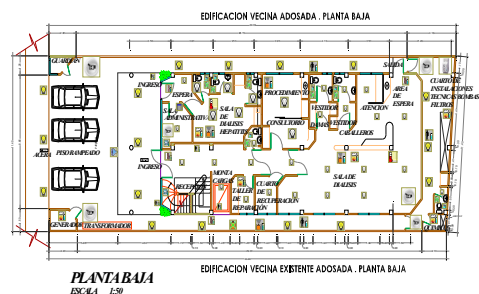 EDIFICACION VECINA ADOSADA . PLANTA BAJA
GUARDIAN
SALIDA
INGRESO
ESPERA
PROCEDIMIENTO
AREA
DE
ESPERA
CUARTO DE
INSTALACIONES
TECNICAS BOMBAS
FILTROS
SALA
ADMINISTRATIVA
SALA
DE
DIALISIS
HEPATITIS
VESTIDOR
DAMAS
VESTIDOR
CABALLEROS
ATENCION
CONSULTORIO
ACERA
PISO RAMPEADO
INGRESO
RECEPCION
MONTA
CARGAS
TALLER
DE
REPARACION
CUARTO
DE
RECUPERACION
SALA DE
DIALISIS
GENERADOR
TRANSFORMADOR
QUIMICOS
EDIFICACION VECINA EXISTENTE ADOSADA . PLANTA BAJA
PLANTA BAJA
ESCALA 1:50